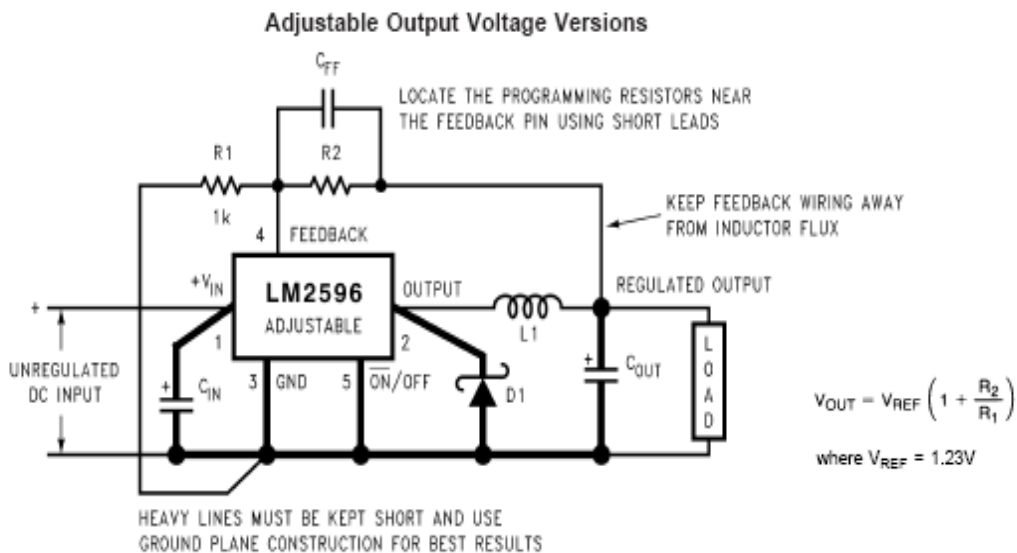 Adjustable Output Voltage Versions
CFF
LOCATE THE PROGRAMMING RESISTORS NEAR
THE FEEDBACK PIN USING SHORT LEADS
R1
R2
1k
KEEP FEEDBACK WIRING AWAY
FROM INDUCTOR FLUX
4
FEEDBACK
+VIN
LM2596
ADJUSTABLE
OUTPUT
REGULATED OUTPUT
+
1
2
L1
UNREGULATED
DC INPUT
+
CIN
3
GND
5
ON/OFF
D1
+
COUT
LOAD
VOUT = VREF (1 + R2/R1)
where VREF = 1.23V
HEAVY LINES MUST BE KEPT SHORT AND USE
GROUND PLANE CONSTRUCTION FOR BEST RESULTS